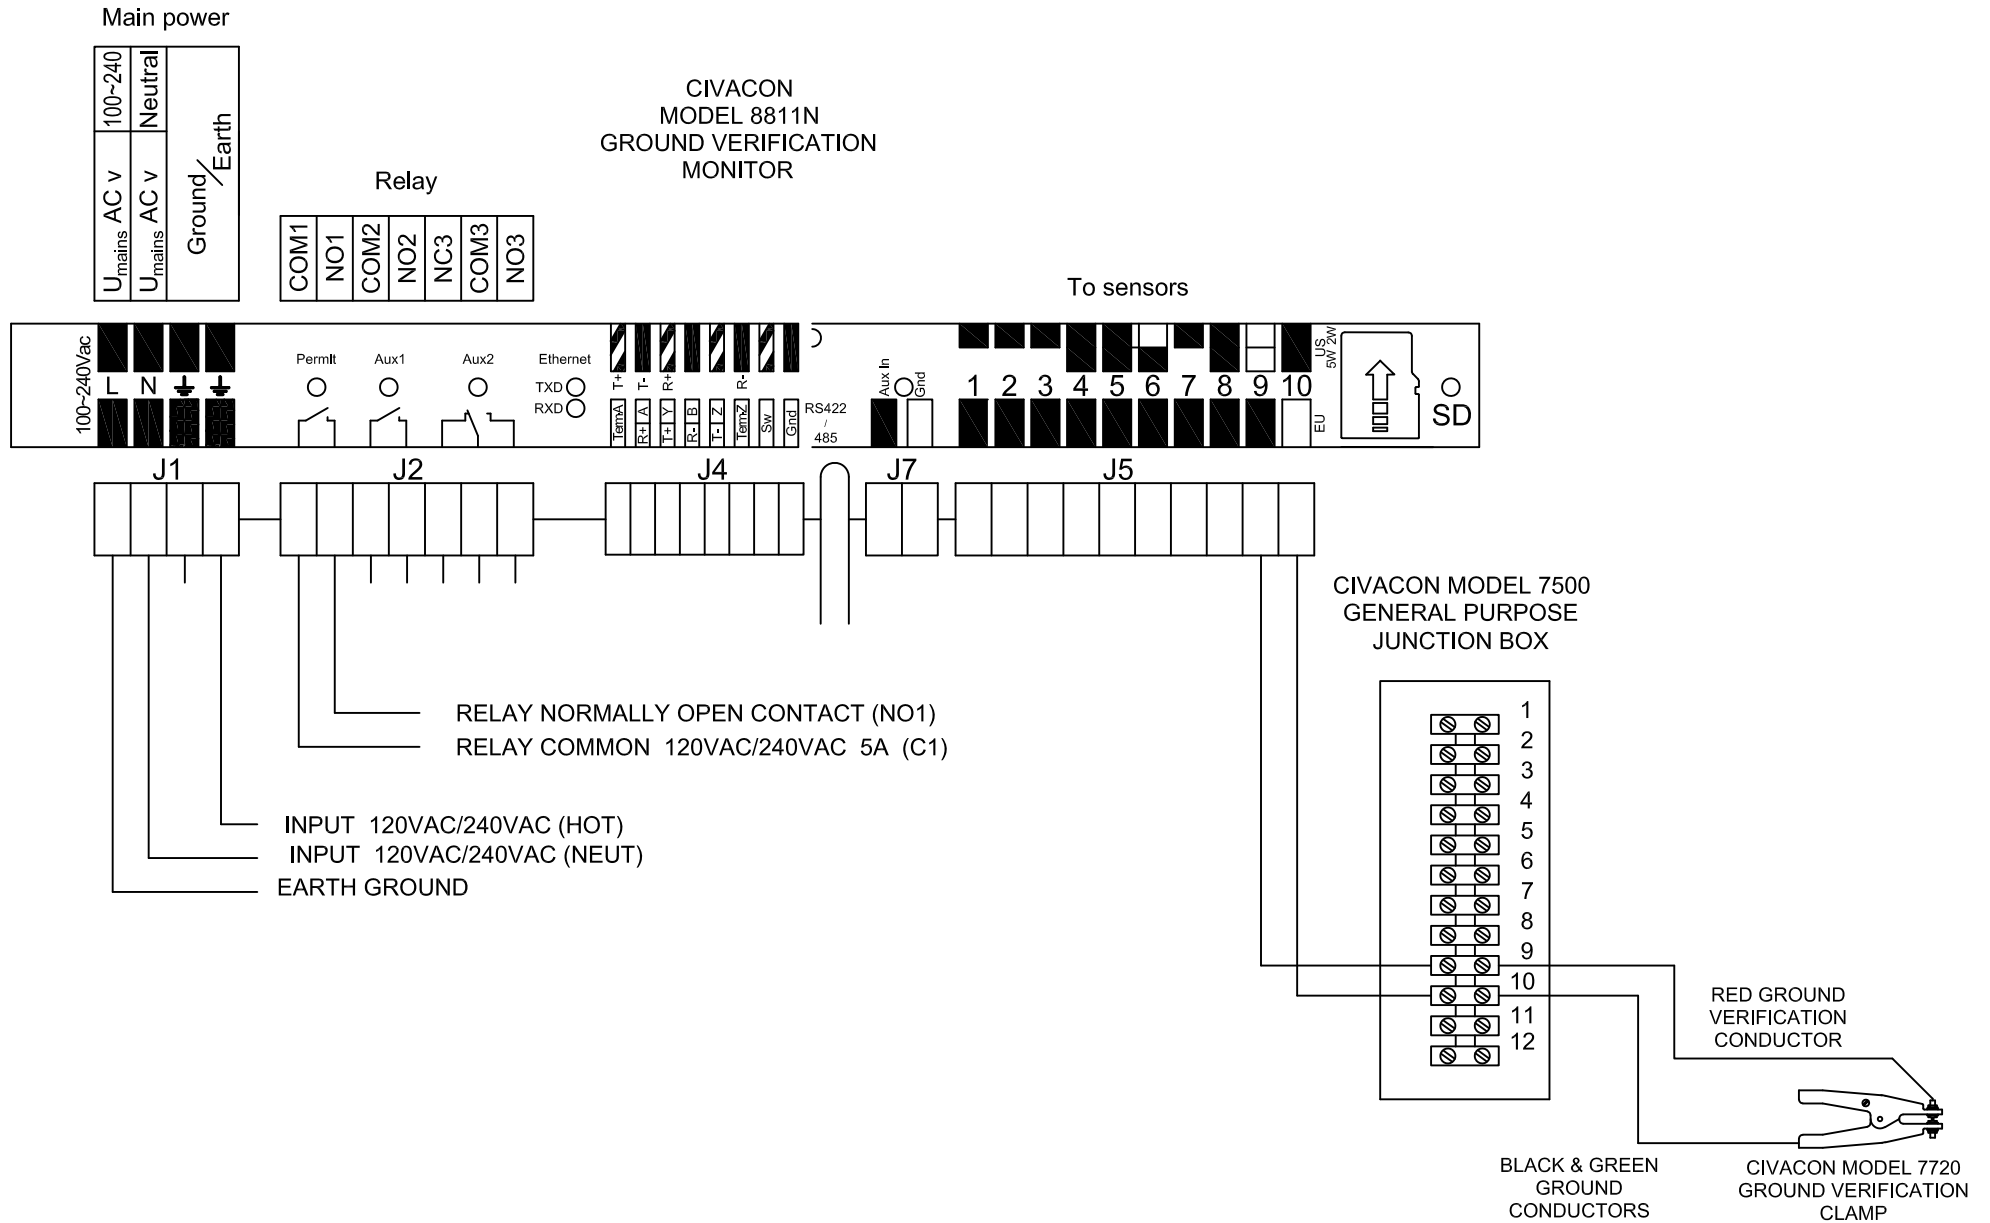 Main power
100~240
Neutral
Umains AC v
Umains AC v
Ground/Earth
CIVACON
MODEL 8811N
GROUND VERIFICATION
MONITOR
Relay
COM1
NO1
COM2
NO2
NC3
COM3
NO3
To sensors
100~240Vac
L N
PermIt Aux1 Aux2 Ethernet
TXD
RXD
T+ T- R+ R-
TermA
R+ A
T+ Y
R- B
T- Z
TermZ
Sw
Gnd
RS422
/
485
Aux In
Gnd
1 2 3 4 5 6 7 8 9 10
US
5W 2W
EU
SD
J1 J2 J4 J7 J5
CIVACON MODEL 7500
GENERAL PURPOSE
JUNCTION BOX
RELAY NORMALLY OPEN CONTACT (NO1)
RELAY COMMON 120VAC/240VAC 5A (C1)
INPUT 120VAC/240VAC (HOT)
INPUT 120VAC/240VAC (NEUT)
EARTH GROUND
1
2
3
4
5
6
7
8
9
10
11
12
RED GROUND
VERIFICATION
CONDUCTOR
BLACK & GREEN
GROUND
CONDUCTORS
CIVACON MODEL 7720
GROUND VERIFICATION
CLAMP